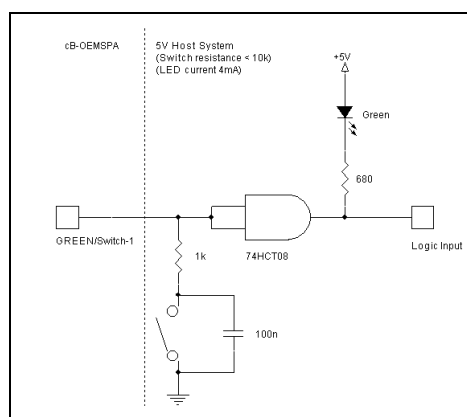 cB-OEMSPA
5V Host System
(Switch resistance < 10k)
(LED current 4mA)
+5V
Green
680
GREEN/Switch-1
1k
74HCT08
Logic Input
100n